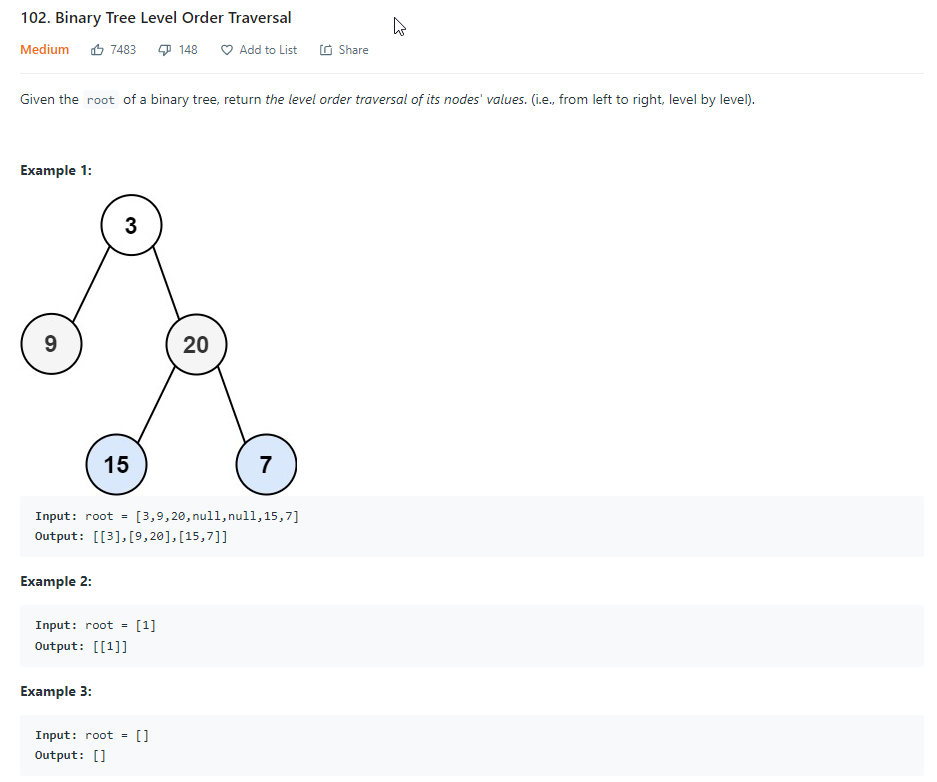 102. Binary Tree Level Order Traversal
Medium 7483 148 Add to List Share
Given the root of a binary tree, return the level order traversal of its nodes' values. (i.e., from left to right, level by level).
Example 1:
3
9 20
15 7
Input: root = [3,9,20,null,null,15,7]
Output: [[3],[9,20],[15,7]]
Example 2:
Input: root = [1]
Output: [[1]]
Example 3:
Input: root = []
Output: []